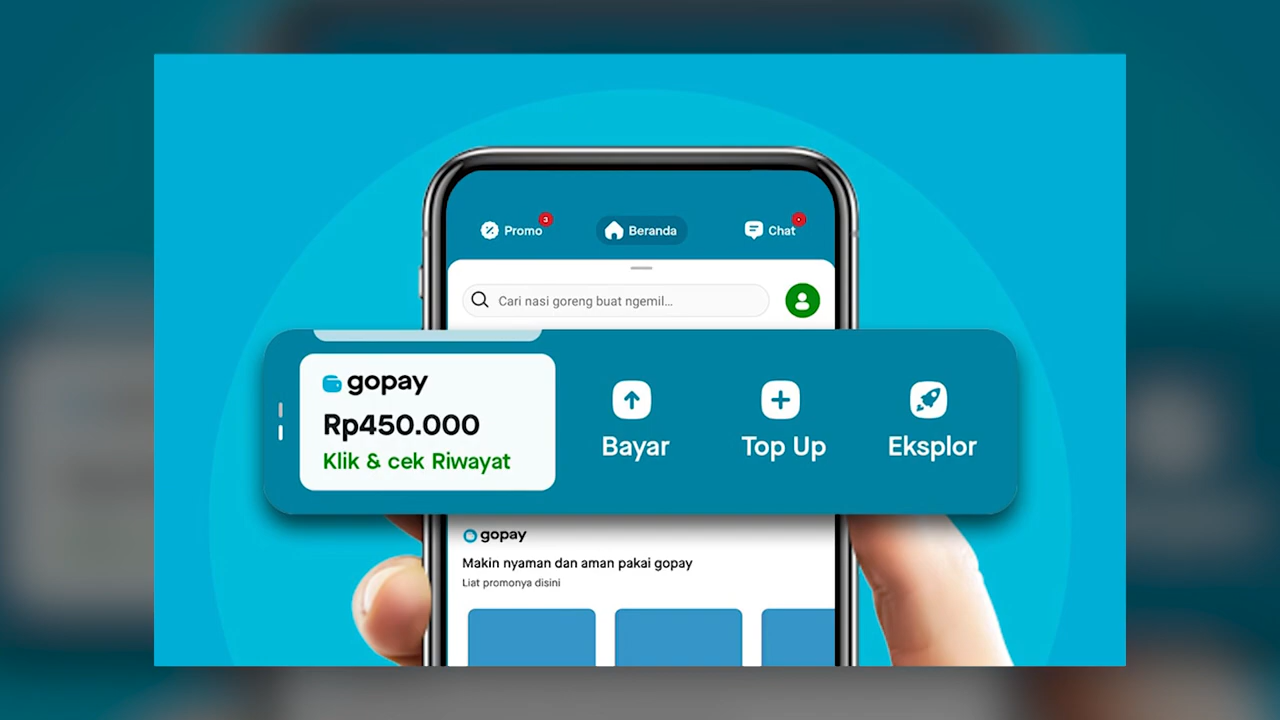 Promo 3
Beranda
Chat
Cari nasi goreng buat ngemil...
gopay
Rp450.000
Klik & cek Riwayat
Bayar
Top Up
Eksplor
gopay
Makin nyaman dan aman pakai gopay
Liat promonya disini